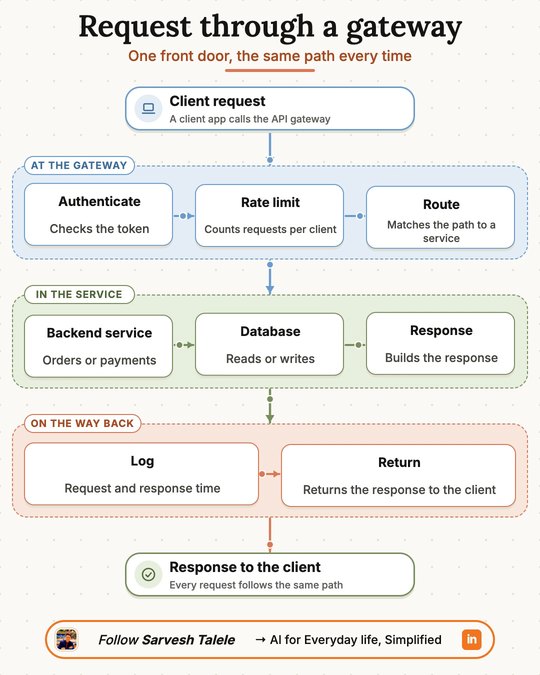 Request through a gateway
One front door, the same path every time
Client request
A client app calls the API gateway
AT THE GATEWAY
Authenticate
Checks the token
Rate limit
Counts requests per client
Route
Matches the path to a
service
IN THE SERVICE
Backend service
Orders or payments
Database
Reads or writes
Response
Builds the response
ON THE WAY BACK
Log
Request and response time
Return
Returns the response to the client
Response to the client
Every request follows the same path
Follow Sarvesh Talele → AI for Everyday life, Simplified in